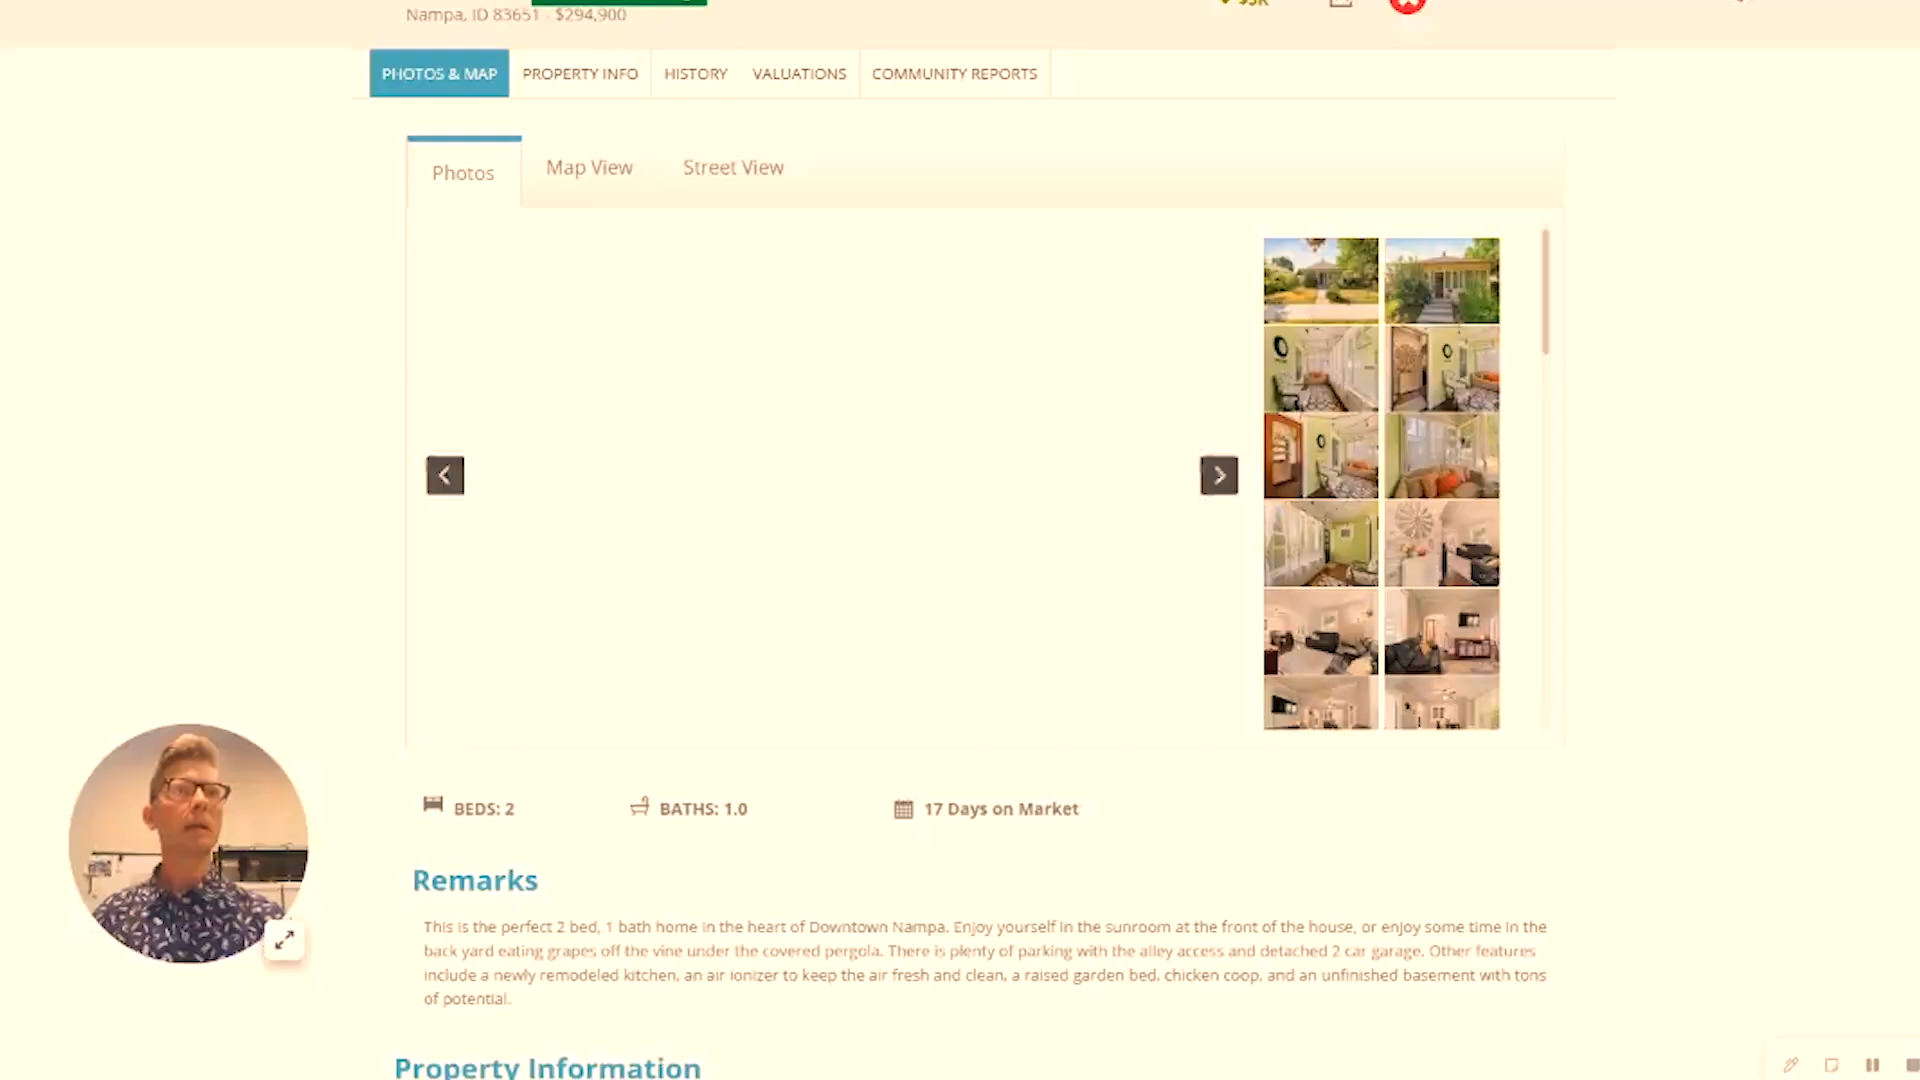 Nampa, ID 83651 - $294,900
$5K
PHOTOS & MAP
PROPERTY INFO
HISTORY
VALUATIONS
COMMUNITY REPORTS
Photos
Map View
Street View
BEDS: 2
BATHS: 1.0
17 Days on Market
Remarks
This is the perfect 2 bed, 1 bath home in the heart of Downtown Nampa. Enjoy yourself in the sunroom at the front of the house, or enjoy some time in the
back yard eating grapes off the vine under the covered pergola. There is plenty of parking with the alley access and detached 2 car garage. Other features
include a newly remodeled kitchen, an air ionizer to keep the air fresh and clean, a raised garden bed, chicken coop, and an unfinished basement with tons
of potential.
Property Information